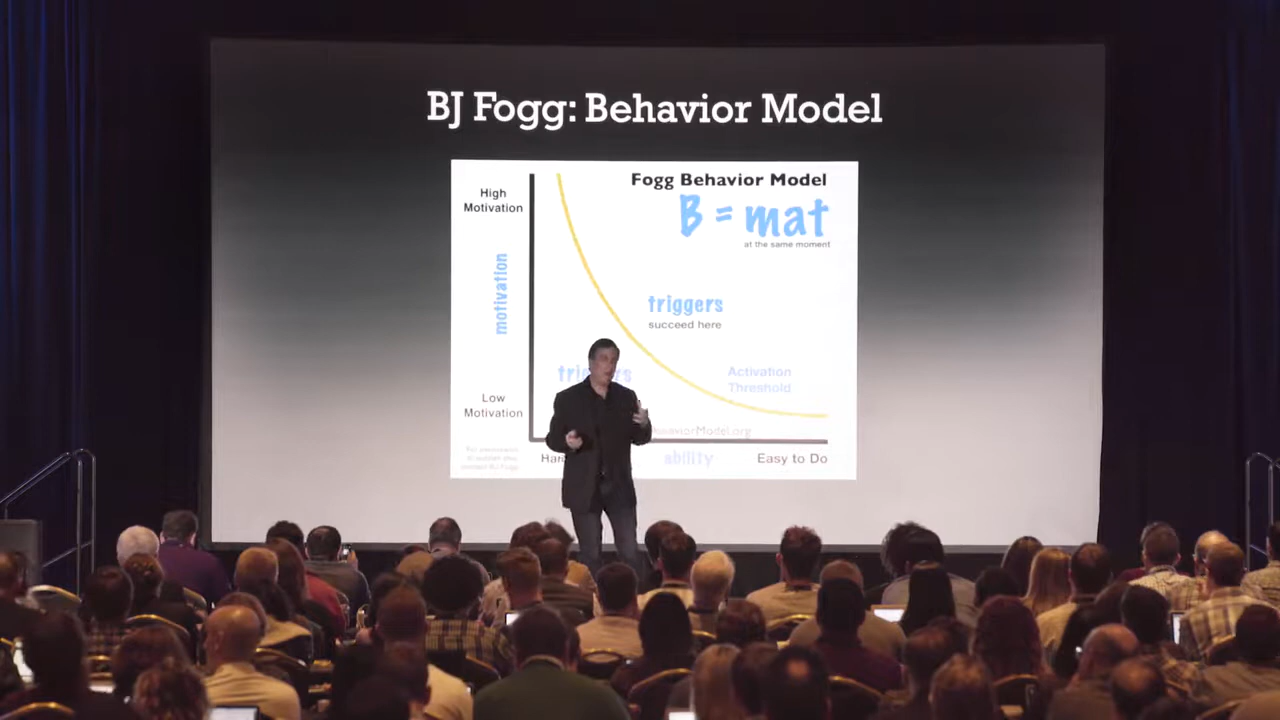 BJ Fogg: Behavior Model
Fogg Behavior Model
B = mat
at the same moment
High
Motivation
motivation
triggers
succeed here
Activation
Threshold
Low
Motivation
ability
Easy to Do